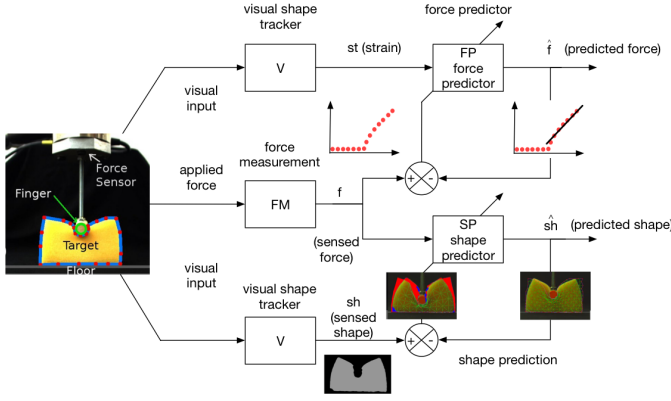 visual shape
tracker
force predictor
V
st (strain)
FP
force
predictor
f̂
(predicted force)
visual
input
Force
Sensor
Finger
Target
Floor
applied
force
force
measurement
FM
f
(sensed
force)
+
-
SP
shape
predictor
ŝh
(predicted shape)
visual
input
visual shape
tracker
V
sh
(sensed
shape)
+
-
shape prediction